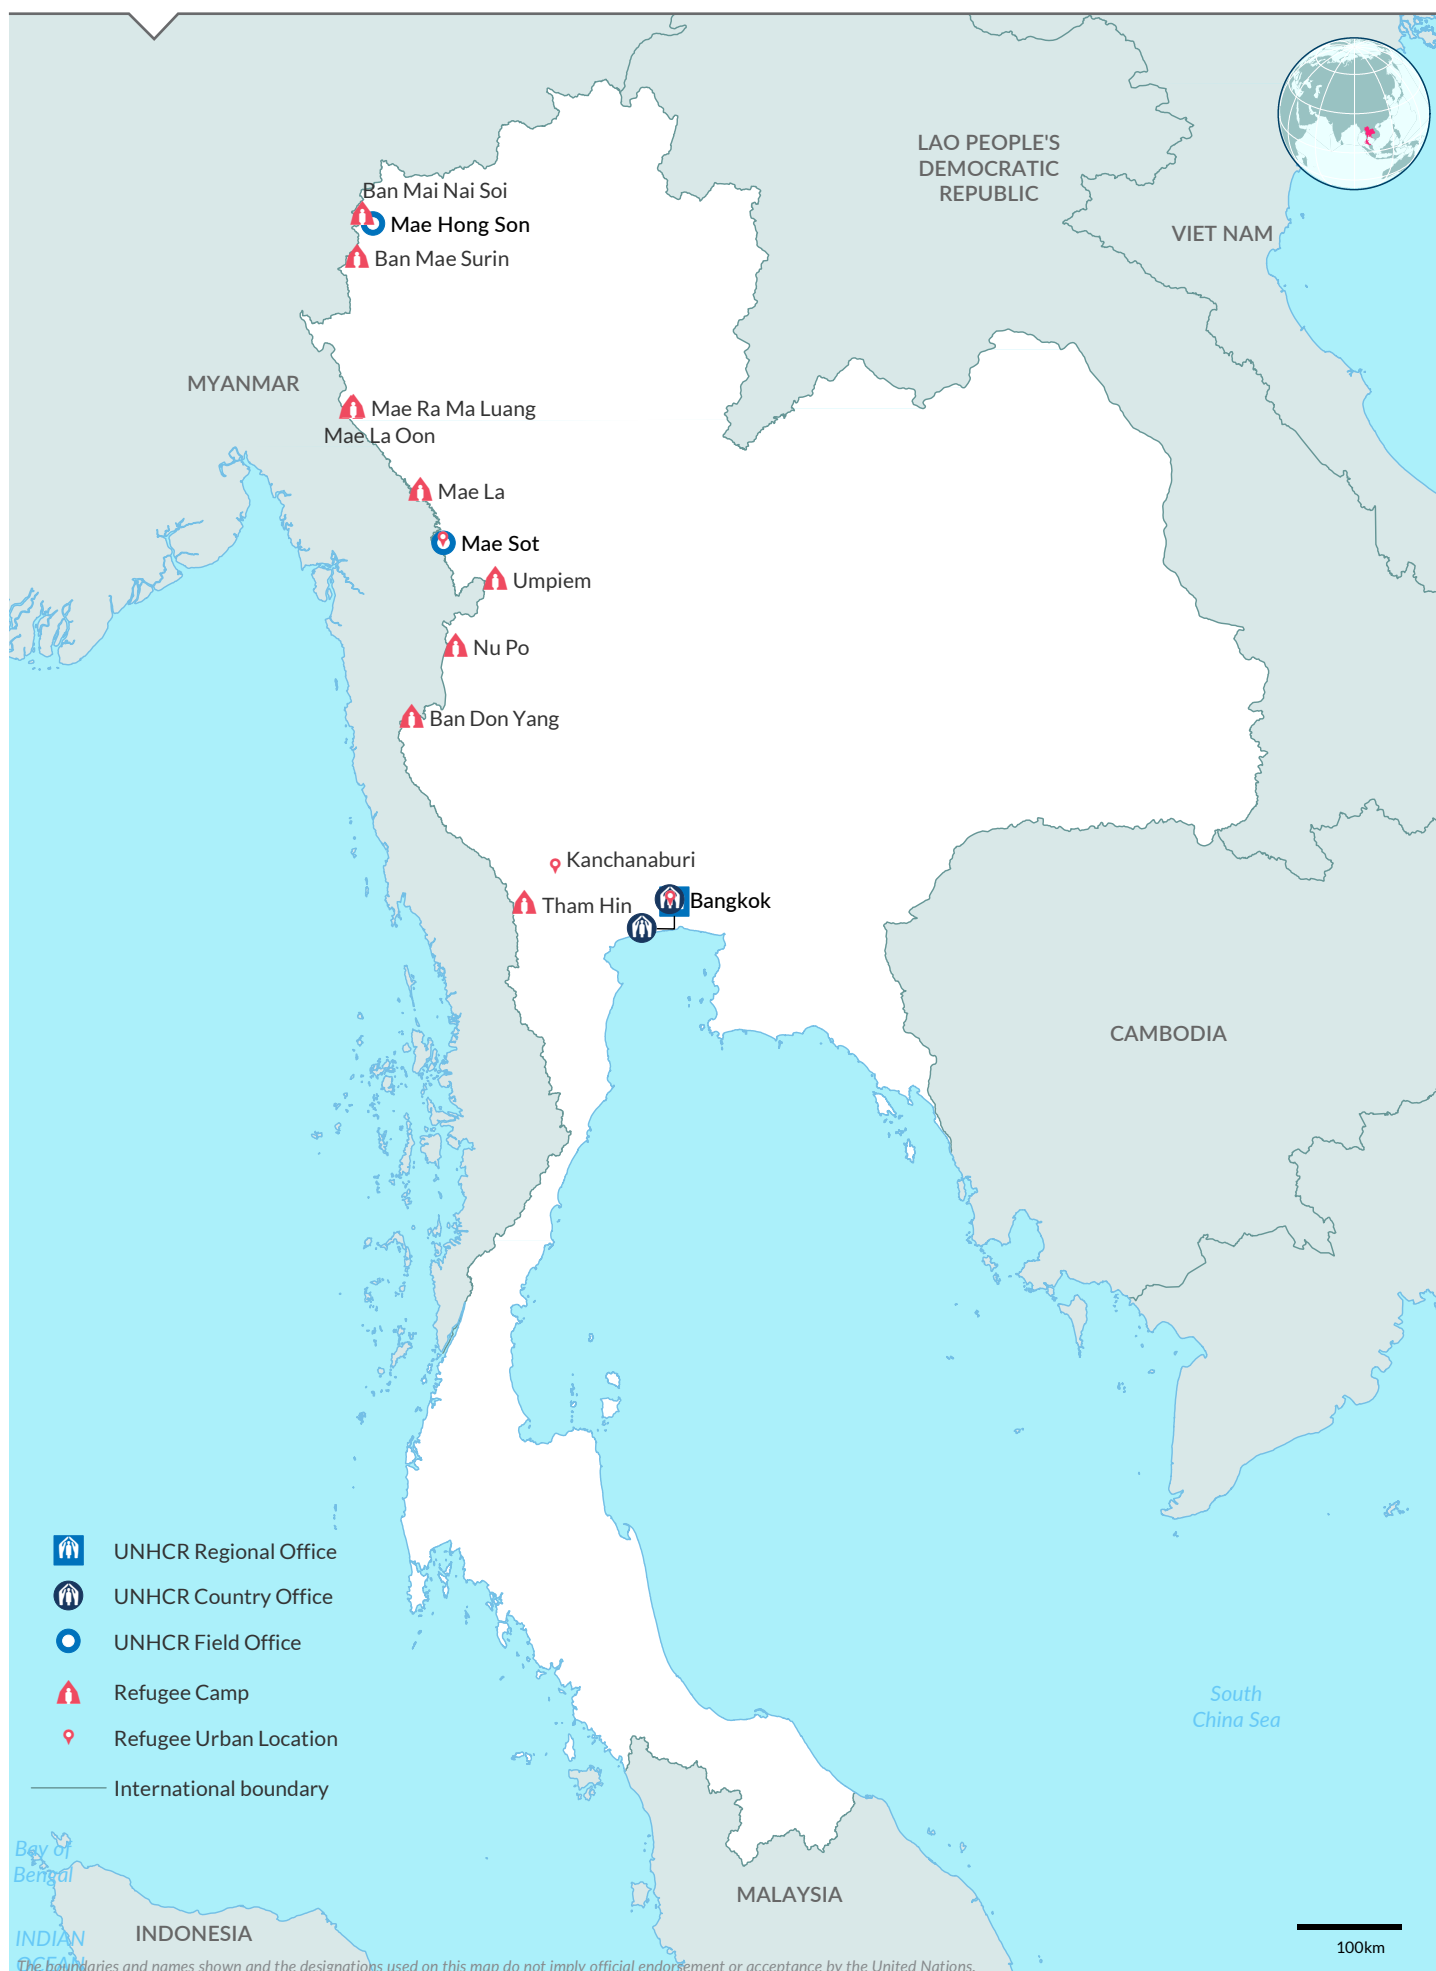 LAO PEOPLE'S
DEMOCRATIC
REPUBLIC
VIET NAM
Ban Mai Nai Soi
Mae Hong Son
Ban Mae Surin
MYANMAR
Mae Ra Ma Luang
Mae La Oon
Mae La
Mae Sot
Umpiem
Nu Po
Ban Don Yang
Kanchanaburi
Tham Hin
Bangkok
CAMBODIA
UNHCR Regional Office
UNHCR Country Office
UNHCR Field Office
Refugee Camp
Refugee Urban Location
International boundary
South
China Sea
Bay of
Bengal
MALAYSIA
INDONESIA
INDIAN
OCEAN
100km
The boundaries and names shown and the designations used on this map do not imply official endorsement or acceptance by the United Nations.